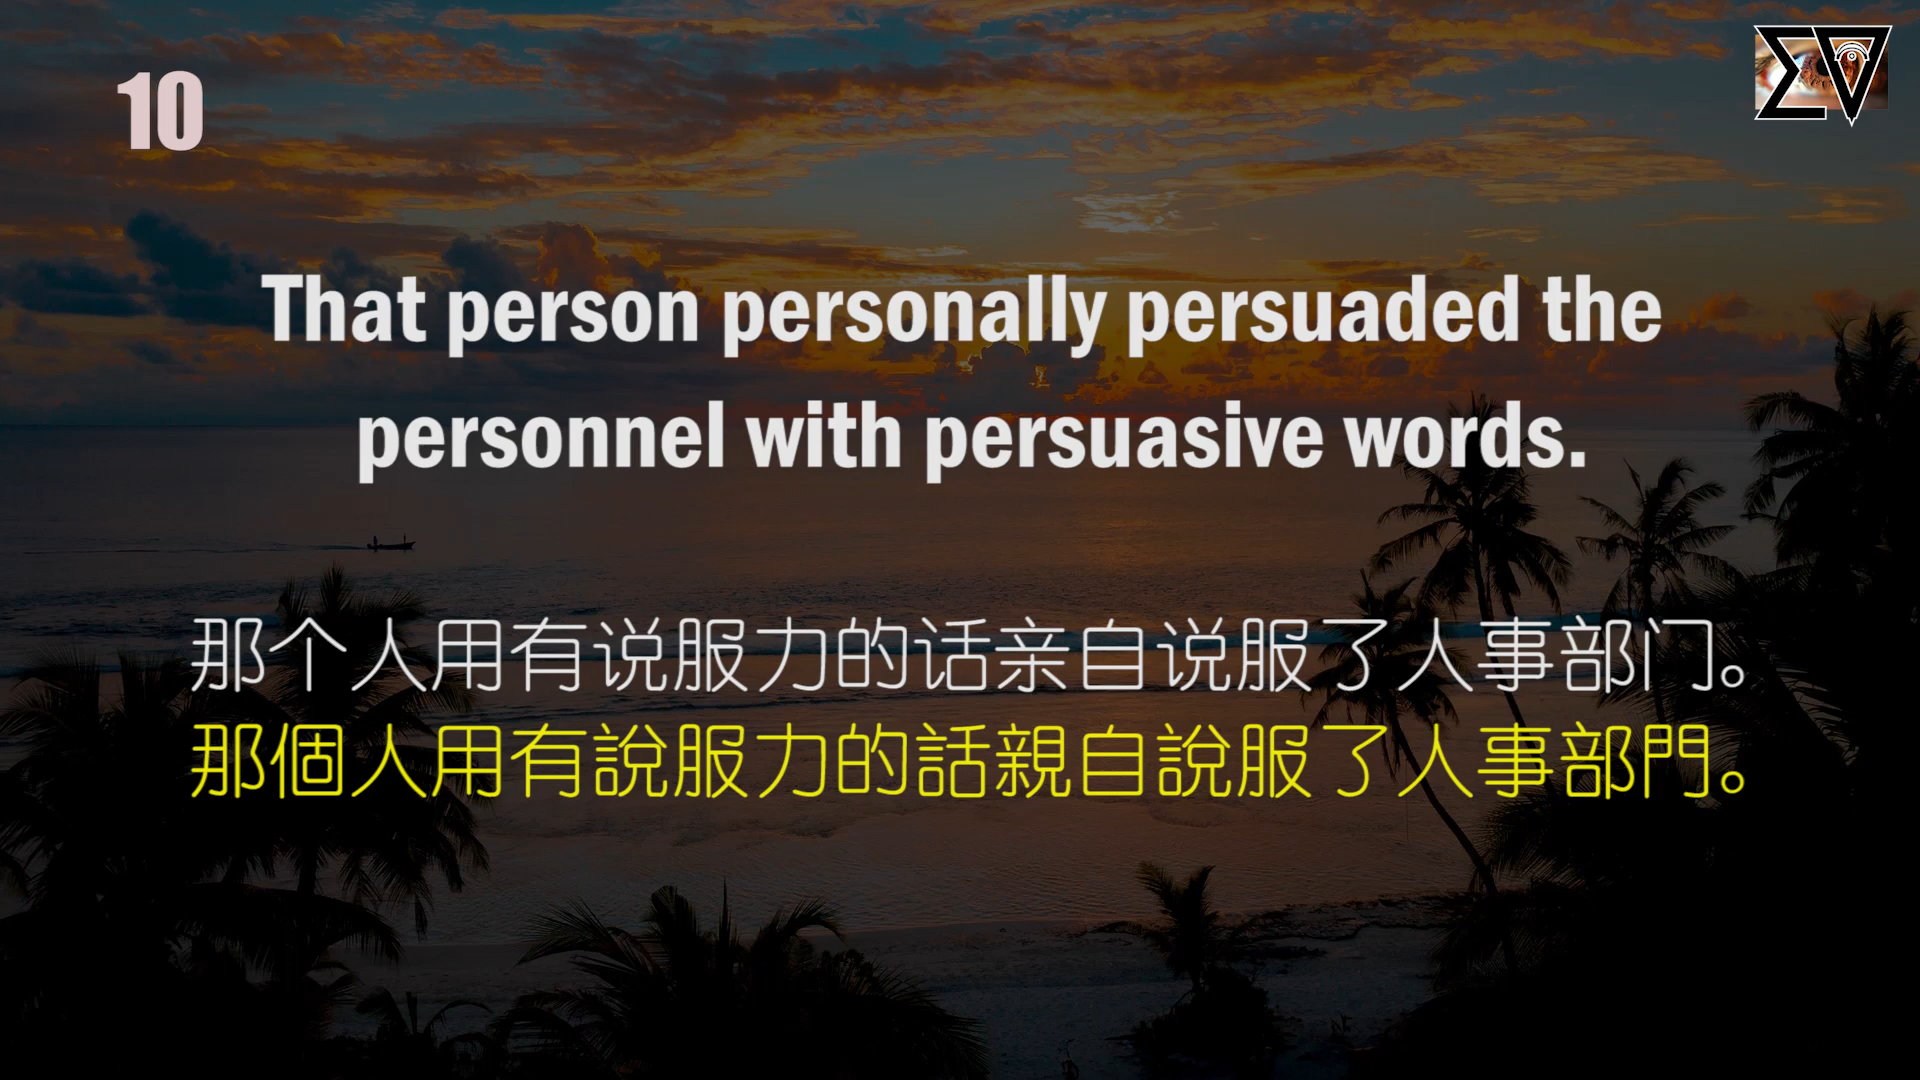 10
That person personally persuaded the
personnel with persuasive words.
那个人用有说服力的话亲自说服了人事部门。
那個人用有說服力的話親自說服了人事部門。